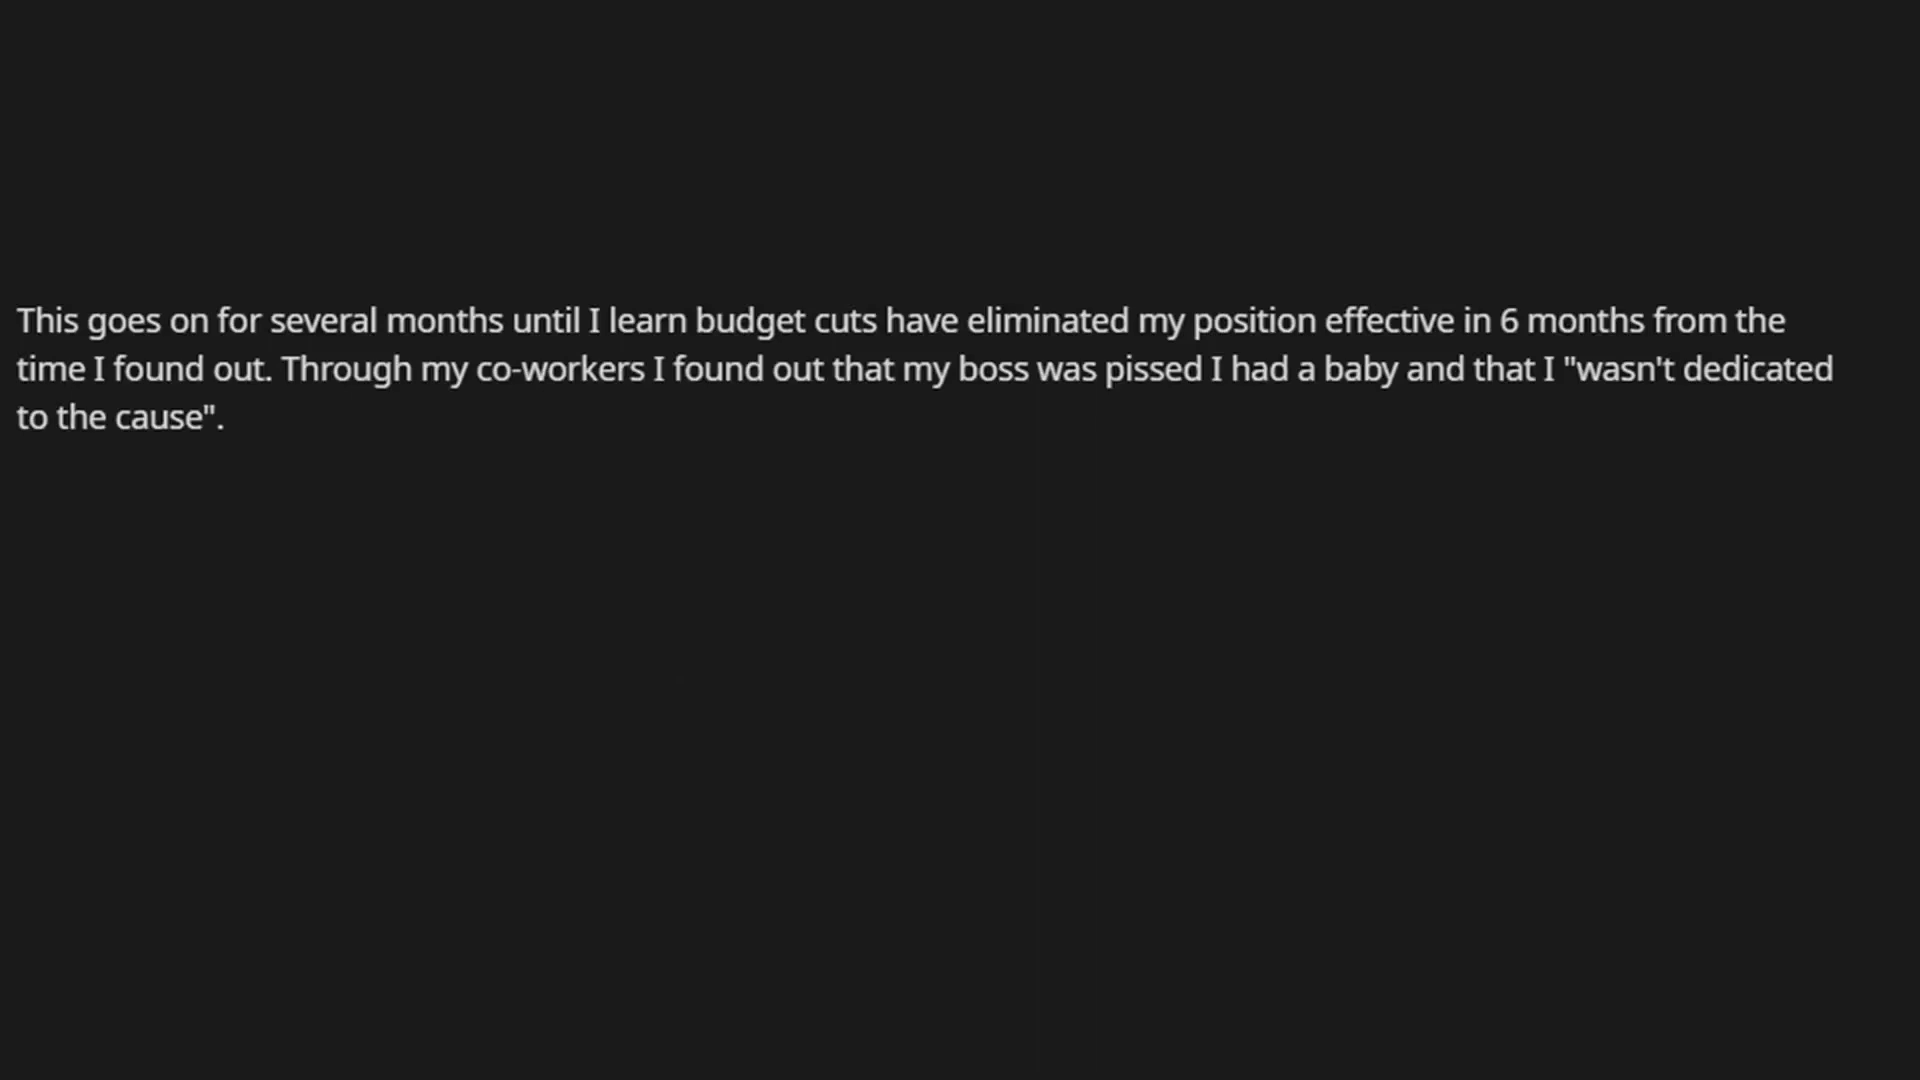 This goes on for several months until I learn budget cuts have eliminated my position effective in 6 months from the
time I found out. Through my co-workers I found out that my boss was pissed I had a baby and that I "wasn't dedicated
to the cause".